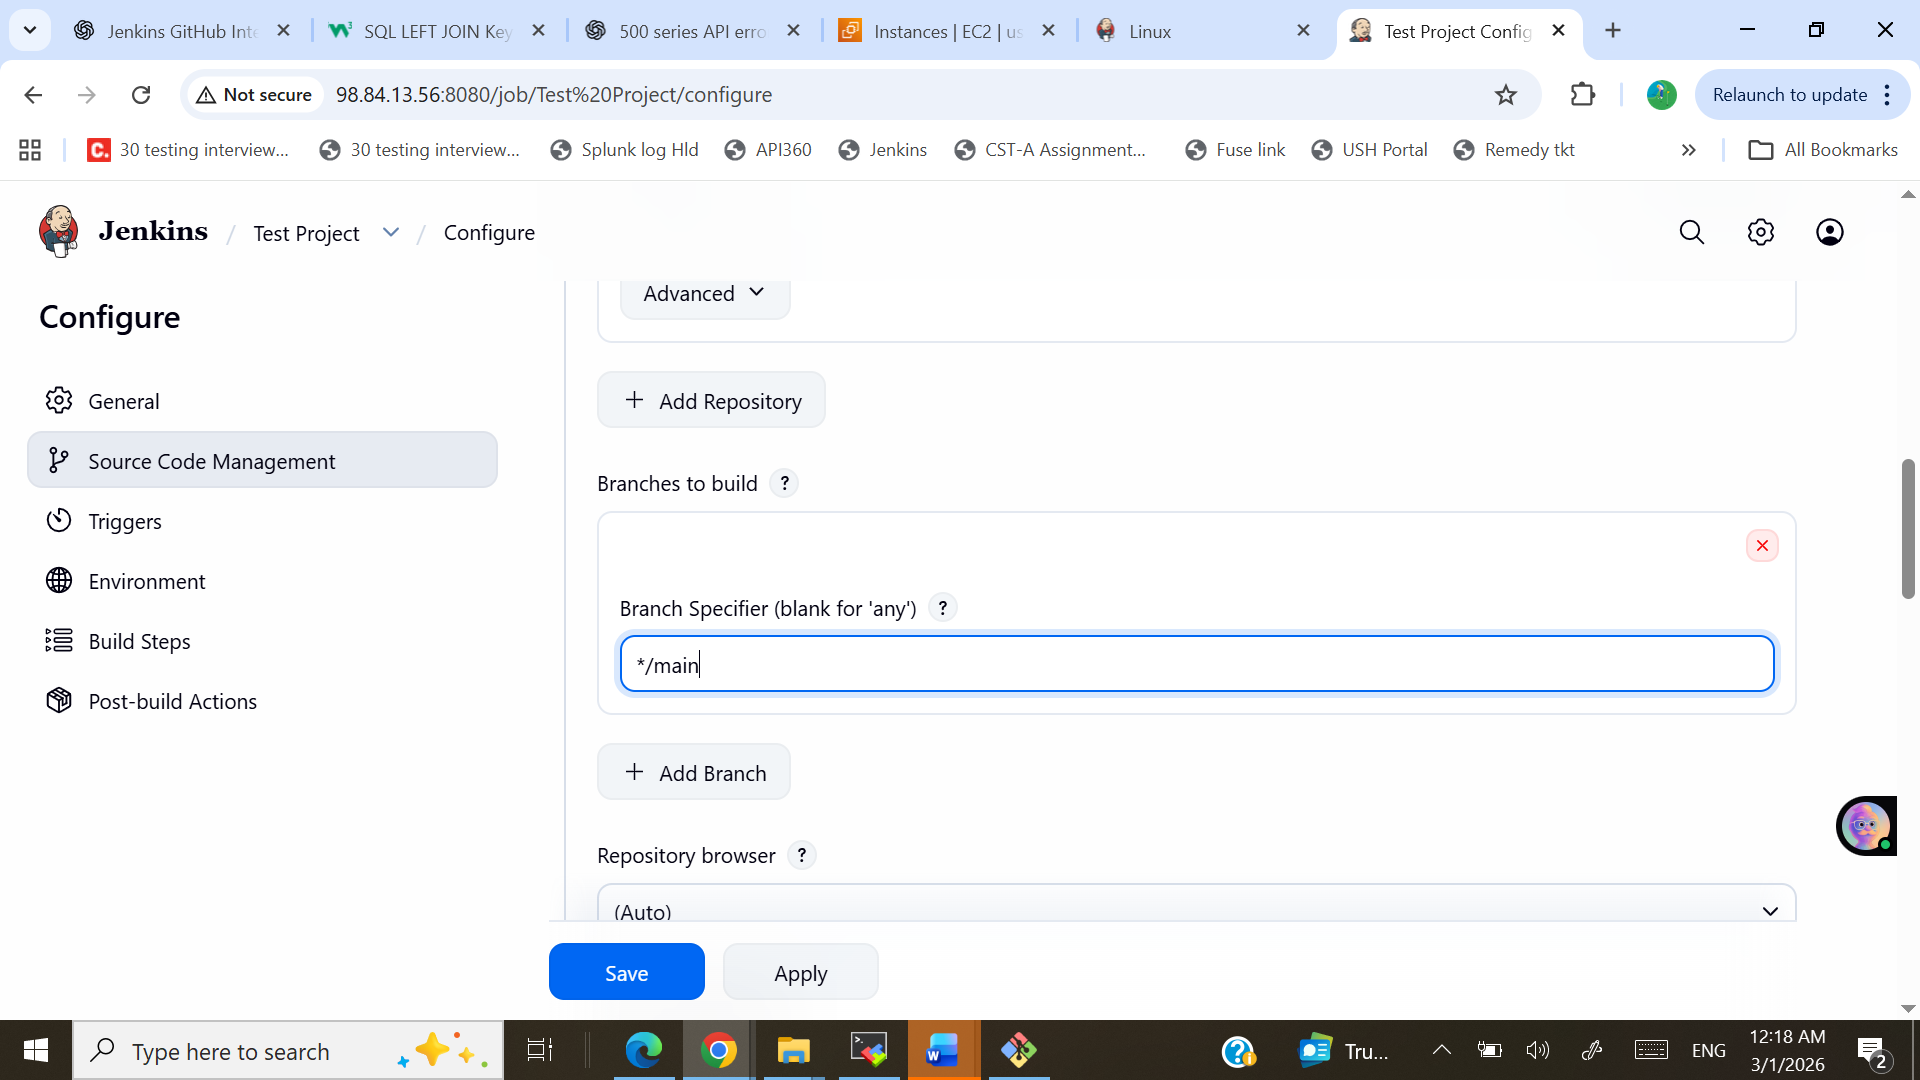 Jenkins GitHub Inte
SQL LEFT JOIN Key
500 series API erro
Instances | EC2 | us
Linux
Test Project Config
Not secure
98.84.13.56:8080/job/Test%20Project/configure
Relaunch to update
30 testing interview...
30 testing interview...
Splunk log Hld
API360
Jenkins
CST-A Assignment...
Fuse link
USH Portal
Remedy tkt
»
All Bookmarks
Jenkins / Test Project / Configure
Configure
General
Source Code Management
Triggers
Environment
Build Steps
Post-build Actions
Advanced
+ Add Repository
Branches to build ?
Branch Specifier (blank for 'any') ?
*/main
+ Add Branch
Repository browser ?
(Auto)
Save
Apply
Type here to search
Tru...
ENG
12:18 AM
3/1/2026
2